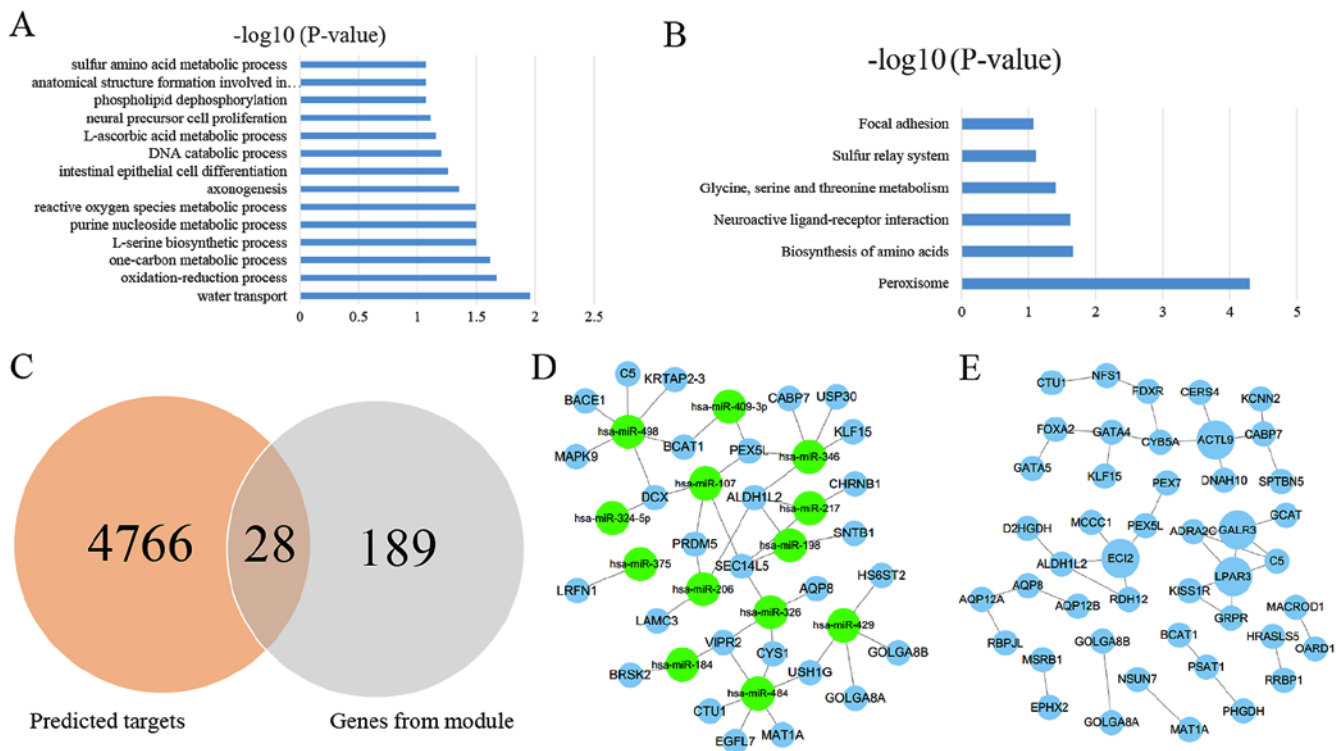 A
-log10 (P-value)
sulfur amino acid metabolic process
anatomical structure formation involved in...
phospholipid dephosphorylation
neural precursor cell proliferation
L-ascorbic acid metabolic process
DNA catabolic process
intestinal epithelial cell differentiation
axonogenesis
reactive oxygen species metabolic process
purine nucleoside metabolic process
L-serine biosynthetic process
one-carbon metabolic process
oxidation-reduction process
water transport
0 0.5 1 1.5 2 2.5
B
-log10 (P-value)
Focal adhesion
Sulfur relay system
Glycine, serine and threonine metabolism
Neuroactive ligand-receptor interaction
Biosynthesis of amino acids
Peroxisome
0 1 2 3 4 5
C
4766 28 189
Predicted targets Genes from module
D
C5
KRTAP2-3
BACE1
hsa-miR-409-3p
CABP7
USP30
hsa-miR-498
BCAT1
PEX5L
KLF15
MAPK9
hsa-miR-346
hsa-miR-107
CHRNB1
DCX
ALDH1L2
hsa-miR-324-5p
hsa-miR-217
SNTB1
PRDM5
hsa-miR-198
hsa-miR-375
SEC14L5
HS6ST2
LRFN1
hsa-miR-206
AQP8
LAMC3
hsa-miR-326
hsa-miR-429
VIPR2
CYS1
GOLGA8B
BRSK2
hsa-miR-184
USH1G
hsa-miR-484
GOLGA8A
CTU1
EGFL7
MAT1A
E
CTU1
NFS1
FDXR
CERS4
KCNN2
FOXA2
GATA4
CYB5A
ACTL9
CABP7
GATA5
KLF15
DNAH10
SPTBN5
PEX7
D2HGDH
MCCC1
PEX5L
ADRA2C
GALR3
GCAT
ALDH1L2
ECI2
C5
LPAR3
AQP12A
AQP8
AQP12B
RDH12
KISS1R
GRPR
MACROD1
RBPJL
GOLGA8B
BCAT1
HRASLS5
OARD1
MSRB1
NSUN7
PSAT1
RRBP1
EPHX2
GOLGA8A
MAT1A
PHGDH